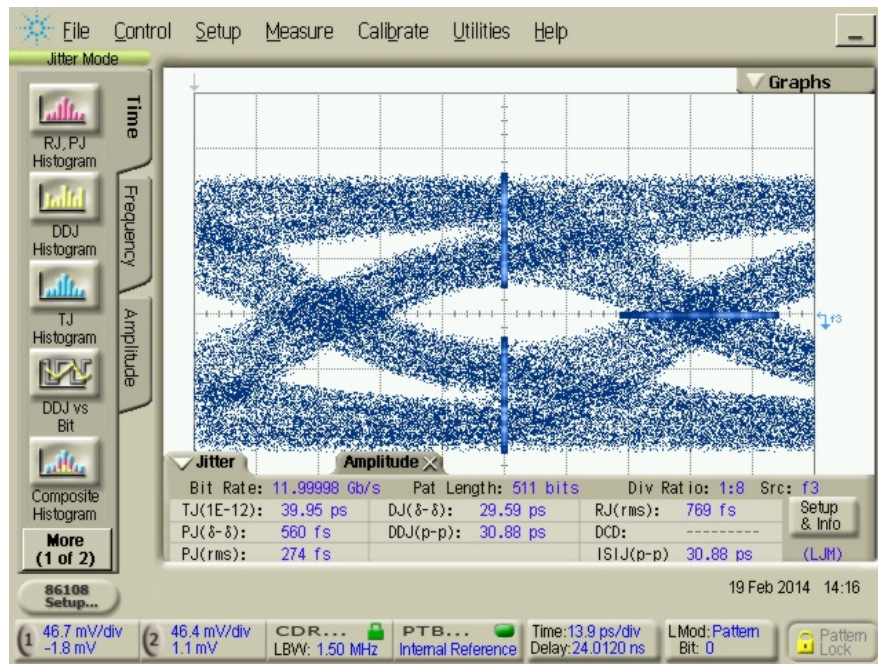 File Control Setup Measure Calibrate Utilities Help
Jitter Mode
Graphs
Time
Frequency
Amplitude
RJ, PJ
Histogram
DDJ
Histogram
TJ
Histogram
DDJ vs
Bit
Composite
Histogram
More
(1 of 2)
f3
Jitter Amplitude
Bit Rate: 11.99998 Gb/s Pat Length: 511 bits Div Ratio: 1:8 Src: f3
TJ(1E-12): 39.95 ps DJ(δ-δ): 29.59 ps RJ(rms): 769 fs
PJ(δ-δ): 560 fs DDJ(p-p): 30.88 ps DCD: ---------
PJ(rms): 274 fs ISIJ(p-p) 30.88 ps
Setup
& Info
(LJM)
86108
Setup...
19 Feb 2014 14:16
1 46.7 mV/div
-1.8 mV
2 46.4 mV/div
1.1 mV
CDR...
LBW: 1.50 MHz
PTB...
Internal Reference
Time:13.9 ps/div
Delay:24.0120 ns
LMod:Pattern
Bit: 0
Pattern
Lock